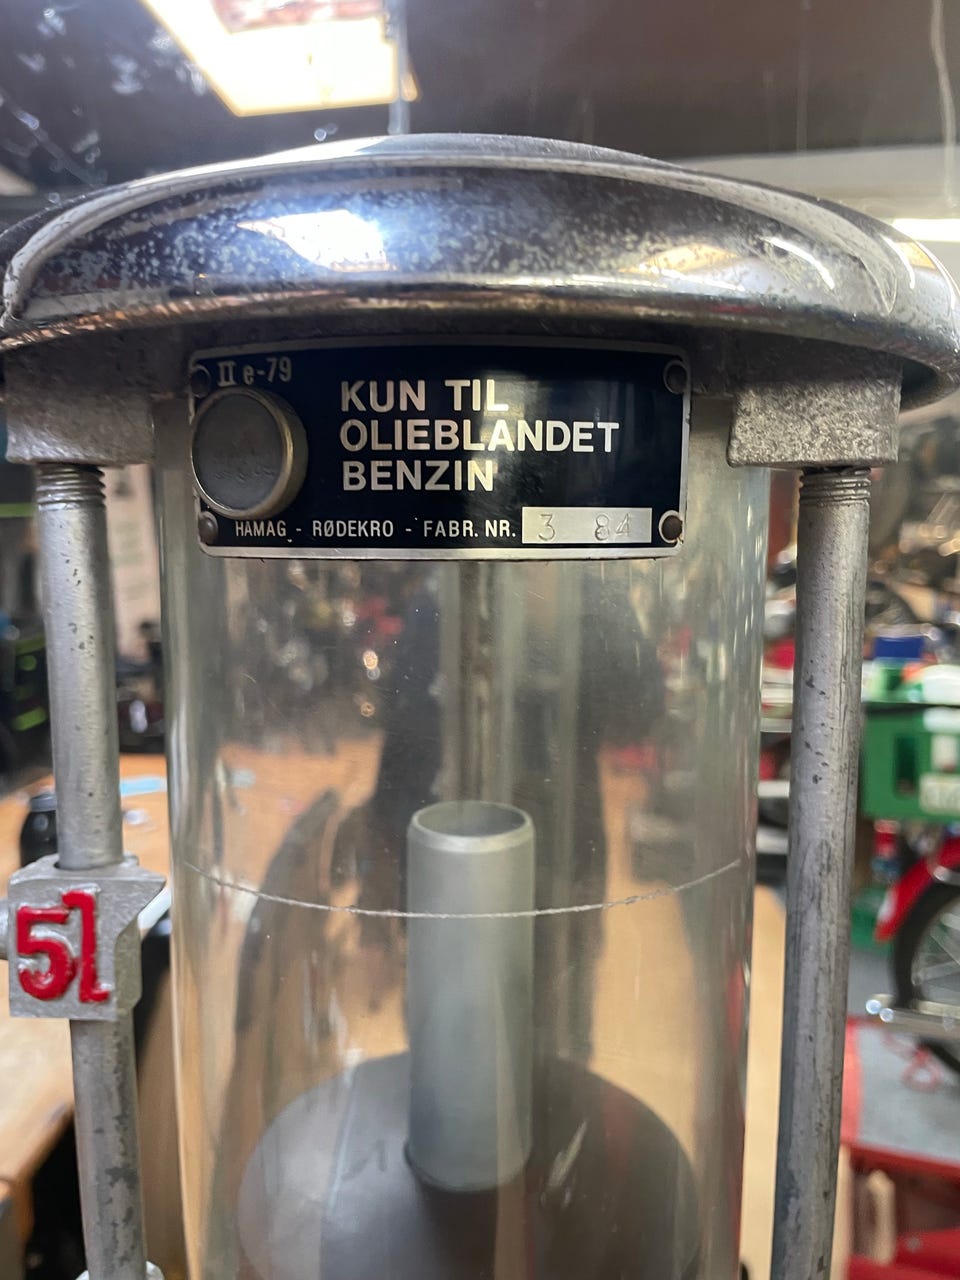 II e-79
KUN TIL
OLIEBLANDET
BENZIN
HAMAG - RØDEKRO - FABR. NR. 3 84
5l